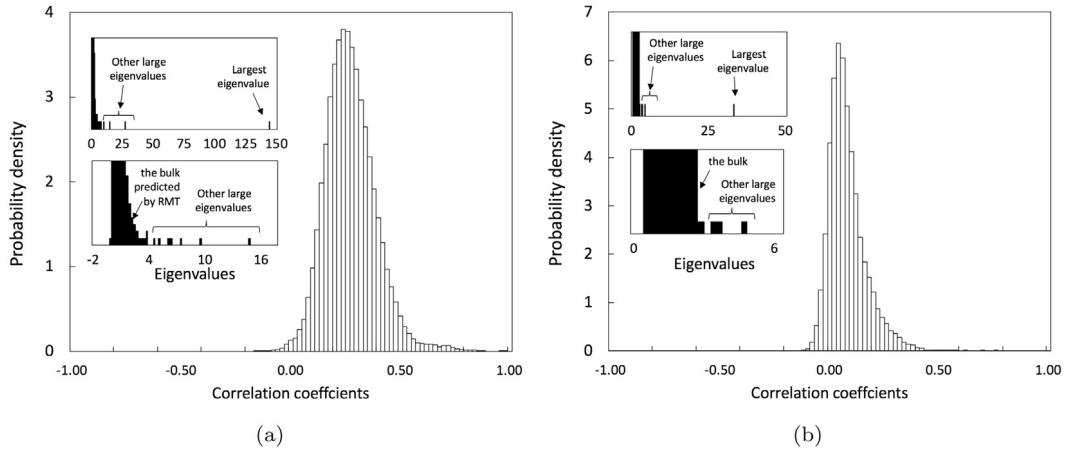 4
3
2
1
0
Probability density
-1.00
-0.50
0.00
0.50
1.00
Correlation coeffcients
Other large
eigenvalues
Largest
eigenvalue
0
25
50
75
100
125
150
the bulk
predicted
by RMT
Other large
eigenvalues
-2
4
10
16
Eigenvalues
(a)
7
6
5
4
3
2
1
0
Probability density
-1.00
-0.50
0.00
0.50
1.00
Correlation coeffcients
Other large
eigenvalues
Largest
eigenvalue
0
25
50
the bulk
Other large
eigenvalues
0
6
Eigenvalues
(b)